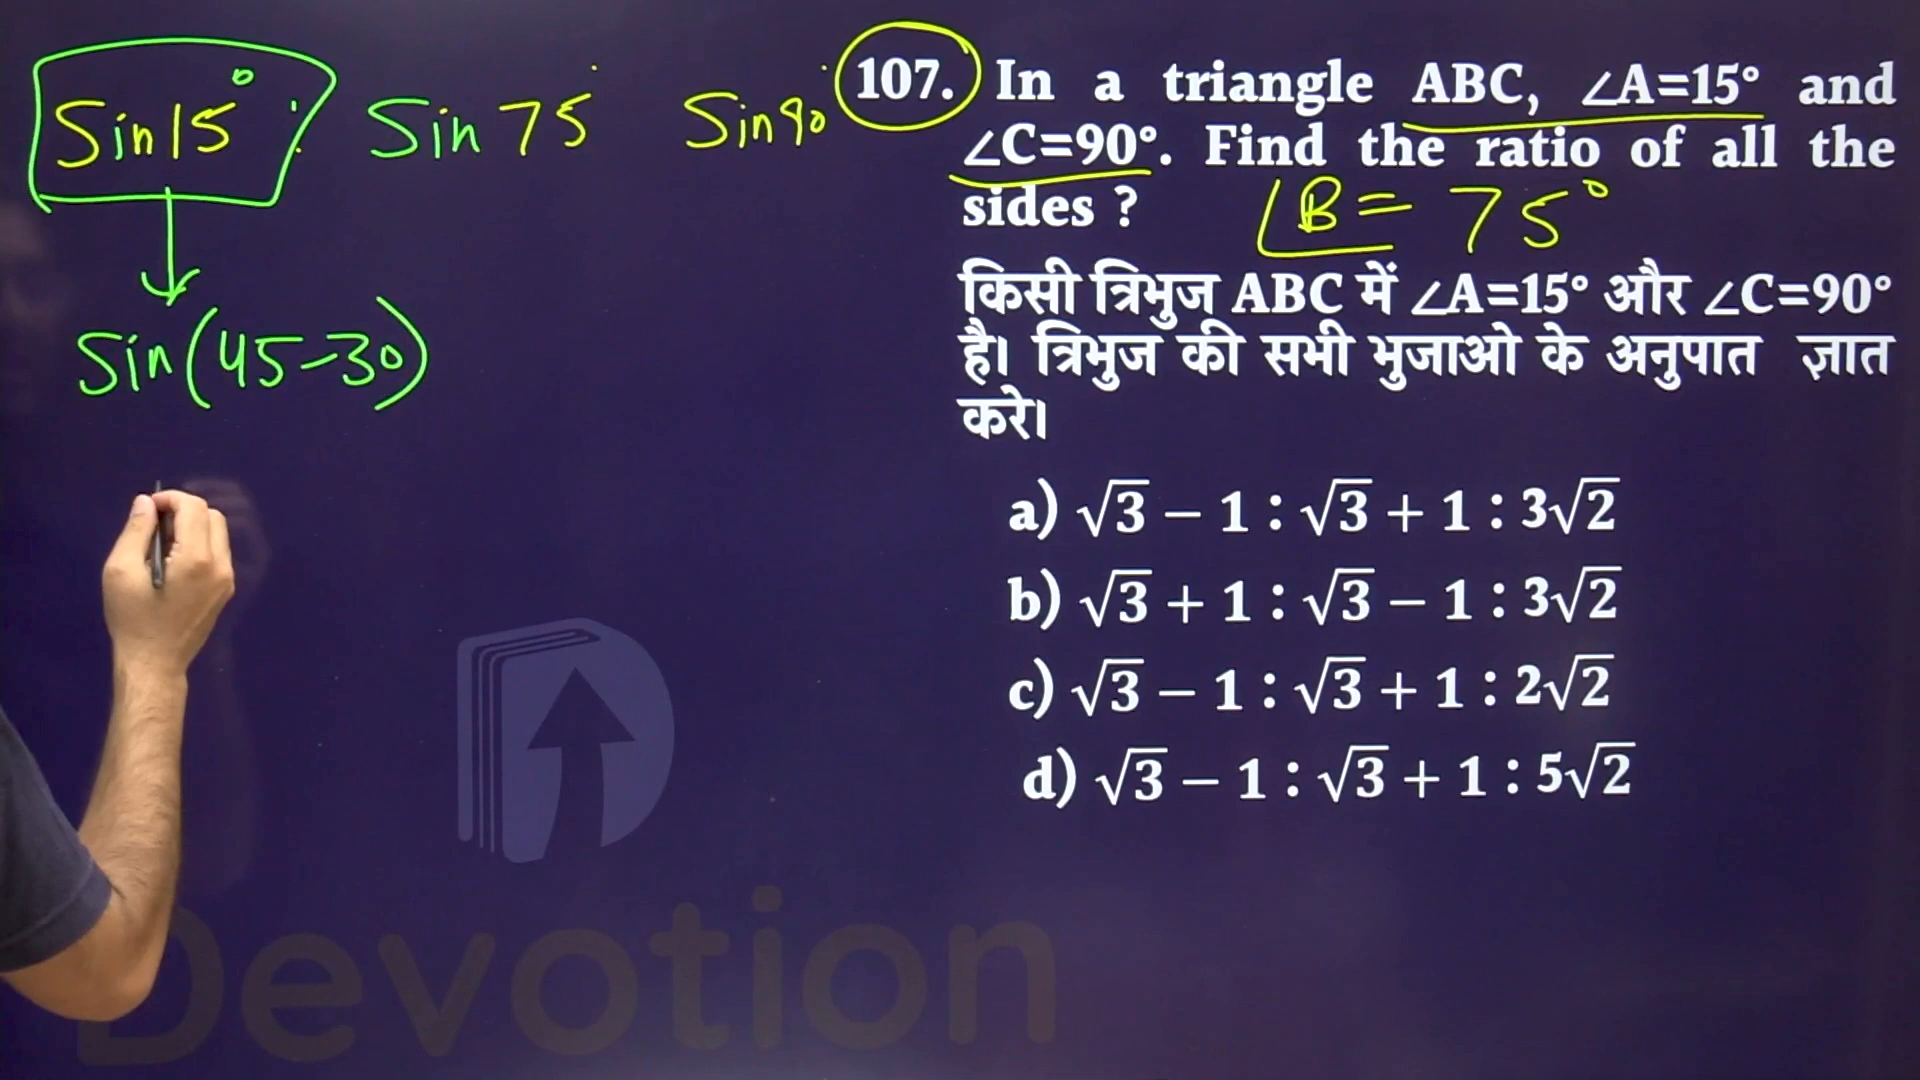 Sin15° : Sin 75° Sin90°
Sin(45-30)
107. In a triangle ABC, ∠A=15° and
∠C=90°. Find the ratio of all the
sides ?
∠B= 75°
किसी त्रिभुज ABC में ∠A=15° और ∠C=90°
है। त्रिभुज की सभी भुजाओ के अनुपात ज्ञात
करे।
a) √3 − 1 : √3 + 1 : 3√2
b) √3 + 1 : √3 − 1 : 3√2
c) √3 − 1 : √3 + 1 : 2√2
d) √3 − 1 : √3 + 1 : 5√2
Devotion